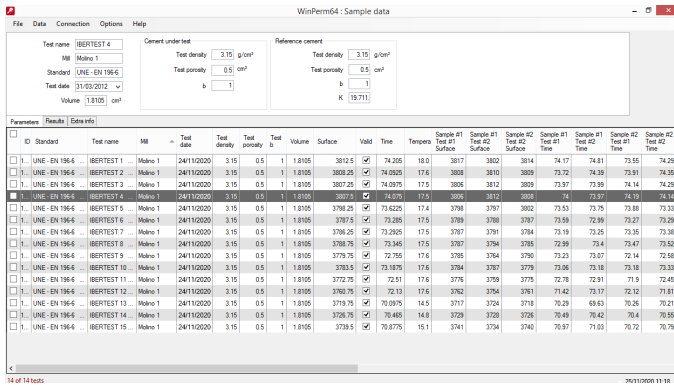 WinPerm64 : Sample data
File Data Connection Options Help
Test name IBERTEST 4
Mill Molino 1
Standard UNE - EN 196-6
Test date 31/03/2012
Volume 1.8105 cm³
Cement under test
Test density 3.15 g/cm³
Test porosity 0.5 cm³
b 1
Reference cement
Test density 3.15 g/cm³
Test porosity 0.5 cm³
b 1
K 19.711
Parameters Results Extra info
ID Standard Test name Mill Test date Test density Test porosity Test b Volume Surface Valid Time Tempera Sample #1 Test #1 Surface Sample #1 Test #2 Surface Sample #2 Test #2 Surface Sample #1 Test #1 Time Sample #1 Test #2 Time Sample #2 Test #1 Time Sample #2 Test #2 Time
1... UNE - EN 196-6 ... IBERTEST 1 ... Molino 1 24/11/2020 3.15 0.5 1 1.8105 3812.5 74.205 18.0 3817 3802 3814 74.17 74.81 73.55 74.29
1... UNE - EN 196-6 ... IBERTEST 2 ... Molino 1 24/11/2020 3.15 0.5 1 1.8105 3808.25 74.0925 17.6 3808 3810 3809 73.72 74.39 73.91 74.35
1... UNE - EN 196-6 ... IBERTEST 3 ... Molino 1 24/11/2020 3.15 0.5 1 1.8105 3807.25 74.0975 17.5 3806 3812 3809 73.97 73.99 74.14 74.29
1... UNE - EN 196-6 ... IBERTEST 4 ... Molino 1 24/11/2020 3.15 0.5 1 1.8105 3807.5 74.075 17.5 3806 3812 3808 74 73.97 74.19 74.14
1... UNE - EN 196-6 ... IBERTEST 5 ... Molino 1 24/11/2020 3.15 0.5 1 1.8105 3798.25 73.6225 17.4 3798 3797 3802 73.53 73.75 73.88 73.33
1... UNE - EN 196-6 ... IBERTEST 6 ... Molino 1 24/11/2020 3.15 0.5 1 1.8105 3787.5 73.285 17.5 3789 3788 3787 73.59 72.99 73.27 73.29
1... UNE - EN 196-6 ... IBERTEST 7 ... Molino 1 24/11/2020 3.15 0.5 1 1.8105 3786.25 73.2925 17.5 3787 3791 3784 73.19 73.25 73.35 73.38
1... UNE - EN 196-6 ... IBERTEST 8 ... Molino 1 24/11/2020 3.15 0.5 1 1.8105 3788.75 73.345 17.5 3787 3794 3785 72.99 73.4 73.47 73.52
1... UNE - EN 196-6 ... IBERTEST 9 ... Molino 1 24/11/2020 3.15 0.5 1 1.8105 3779.75 72.755 17.6 3785 3764 3790 73.23 73.07 72.14 72.58
1... UNE - EN 196-6 ... IBERTEST 10 ... Molino 1 24/11/2020 3.15 0.5 1 1.8105 3783.5 73.1875 17.6 3784 3787 3779 73.06 73.18 73.18 73.33
1... UNE - EN 196-6 ... IBERTEST 11 ... Molino 1 24/11/2020 3.15 0.5 1 1.8105 3772.75 72.51 17.6 3776 3759 3775 72.78 72.91 71.9 72.45
1... UNE - EN 196-6 ... IBERTEST 12 ... Molino 1 24/11/2020 3.15 0.5 1 1.8105 3760.75 72.13 17.6 3762 3754 3761 71.42 73.17 72.12 71.81
1... UNE - EN 196-6 ... IBERTEST 13 ... Molino 1 24/11/2020 3.15 0.5 1 1.8105 3719.75 70.0975 14.5 3717 3724 3718 70.29 69.63 70.26 70.21
1... UNE - EN 196-6 ... IBERTEST 14 ... Molino 1 24/11/2020 3.15 0.5 1 1.8105 3726.75 70.465 14.8 3729 3728 3726 70.49 70.42 70.4 70.55
1... UNE - EN 196-6 ... IBERTEST 15 ... Molino 1 24/11/2020 3.15 0.5 1 1.8105 3739.5 70.8775 15.1 3741 3734 3740 70.97 71.03 70.72 70.79
14 of 14 tests
25/11/2020 11:18